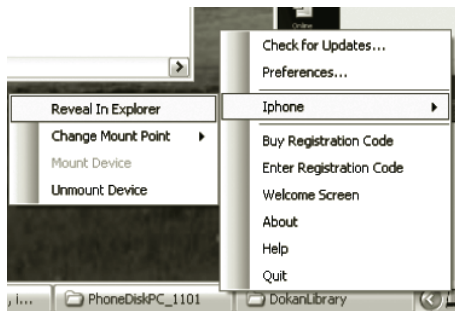 Online
Check for Updates...
Preferences...
Iphone
Buy Registration Code
Enter Registration Code
Welcome Screen
About
Help
Quit
Reveal In Explorer
Change Mount Point
Mount Device
Unmount Device
, i...
PhoneDiskPC_1101
DokanLibrary